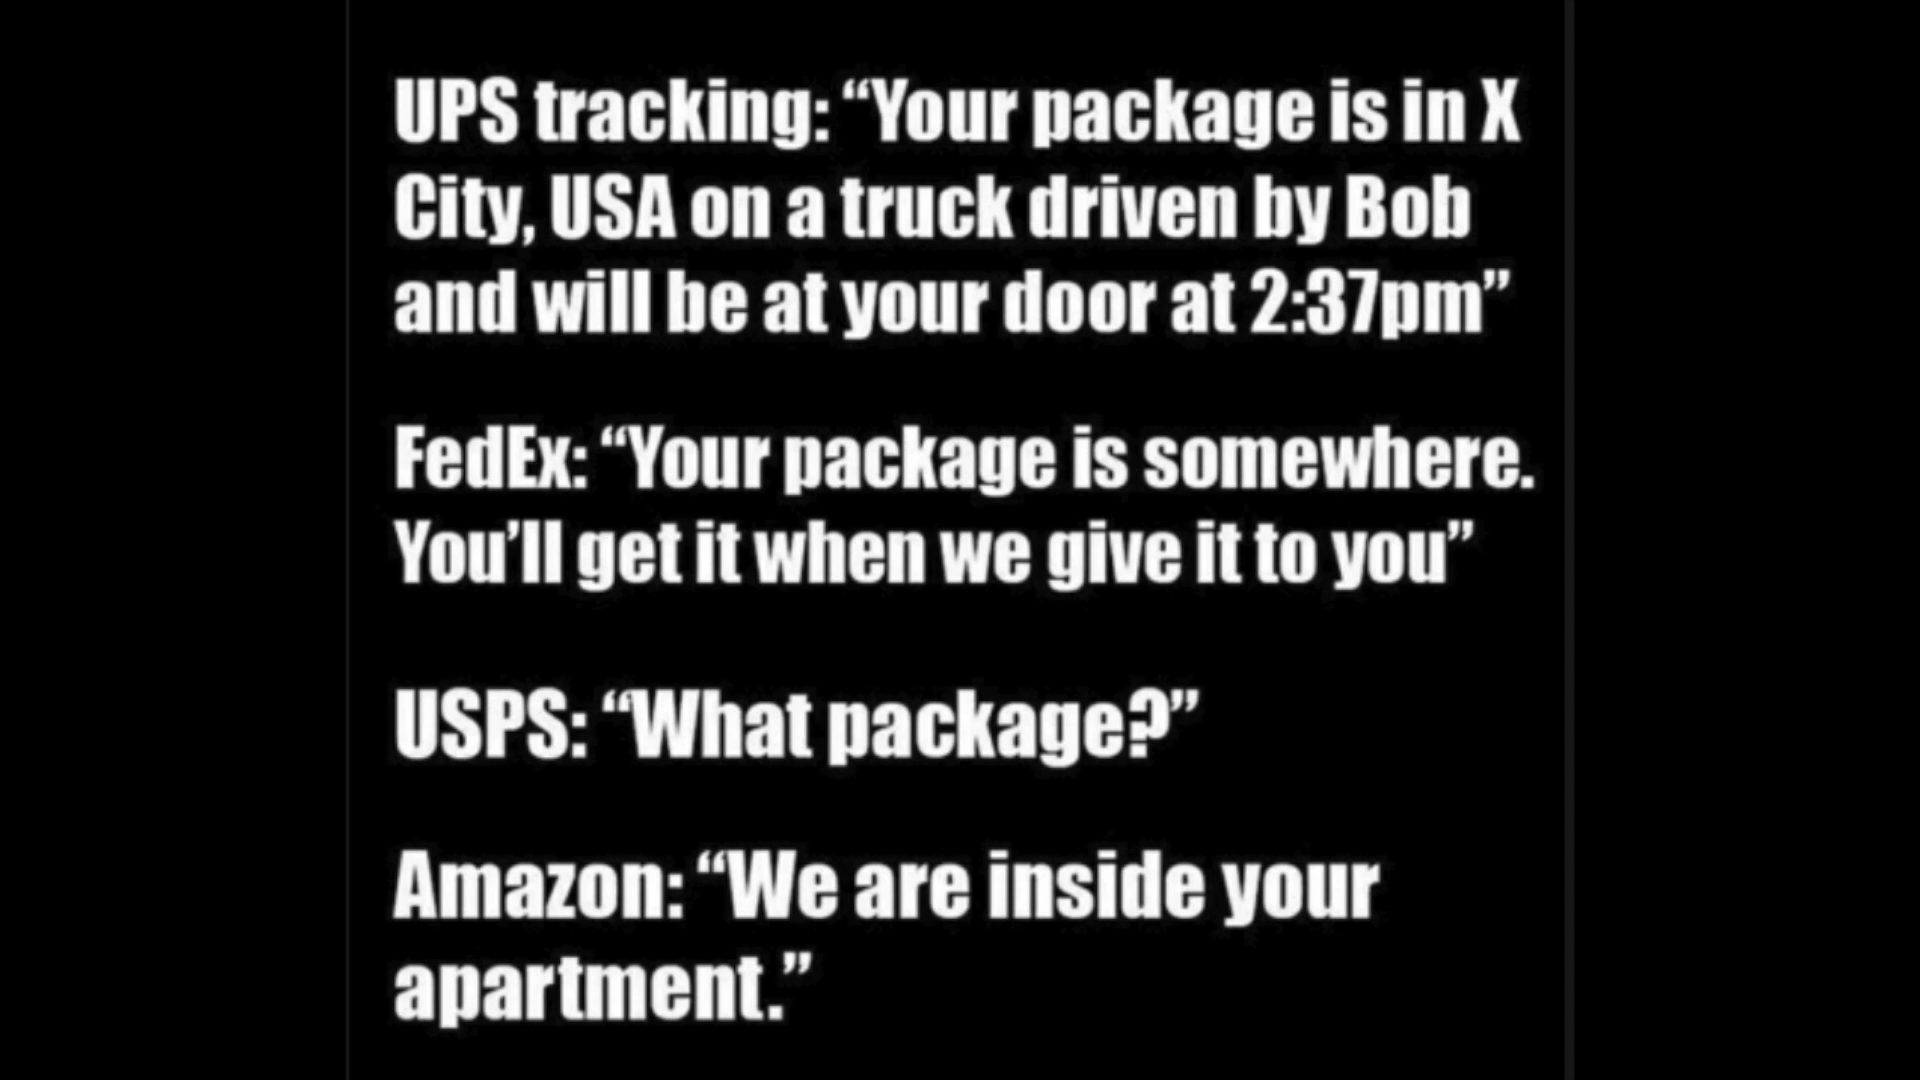 UPS tracking: “Your package is in X
City, USA on a truck driven by Bob
and will be at your door at 2:37pm”
FedEx: “Your package is somewhere.
You’ll get it when we give it to you”
USPS: “What package?”
Amazon: “We are inside your
apartment.”